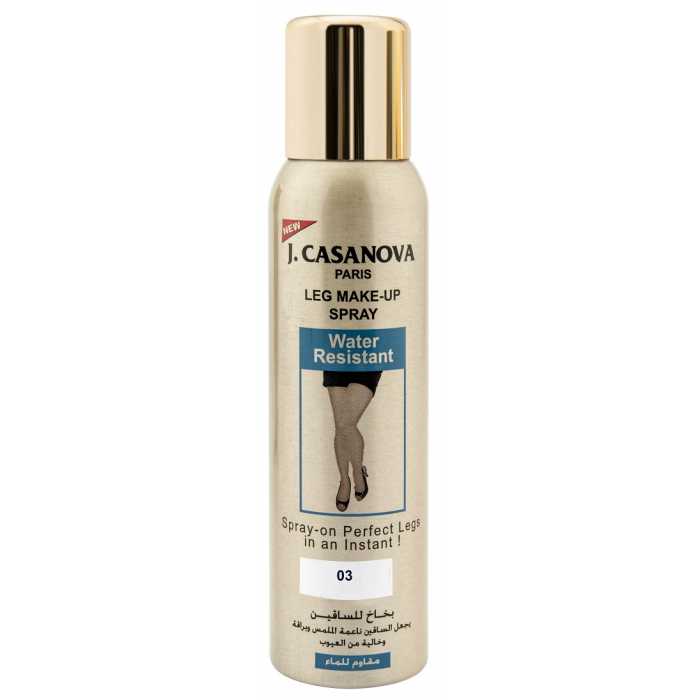 NEW
J. CASANOVA
PARIS
LEG MAKE-UP
SPRAY
Water
Resistant
Spray-on Perfect Legs
in an Instant !
03
بخاخ للساقين
يجعل الساقين ناعمة الملمس وبراقة
وخالية من العيوب
مقاوم للماء